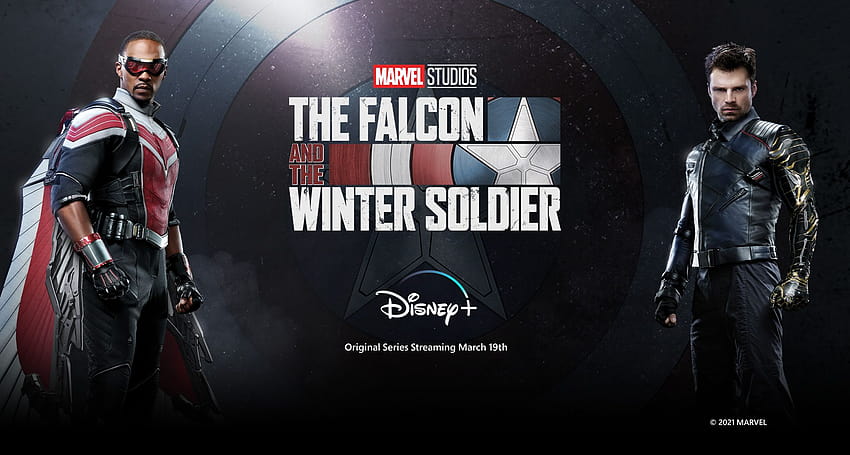 MARVEL STUDIOS
THE FALCON
AND
THE
WINTER SOLDIER
Disney+
Original Series Streaming March 19th
© 2021 MARVEL